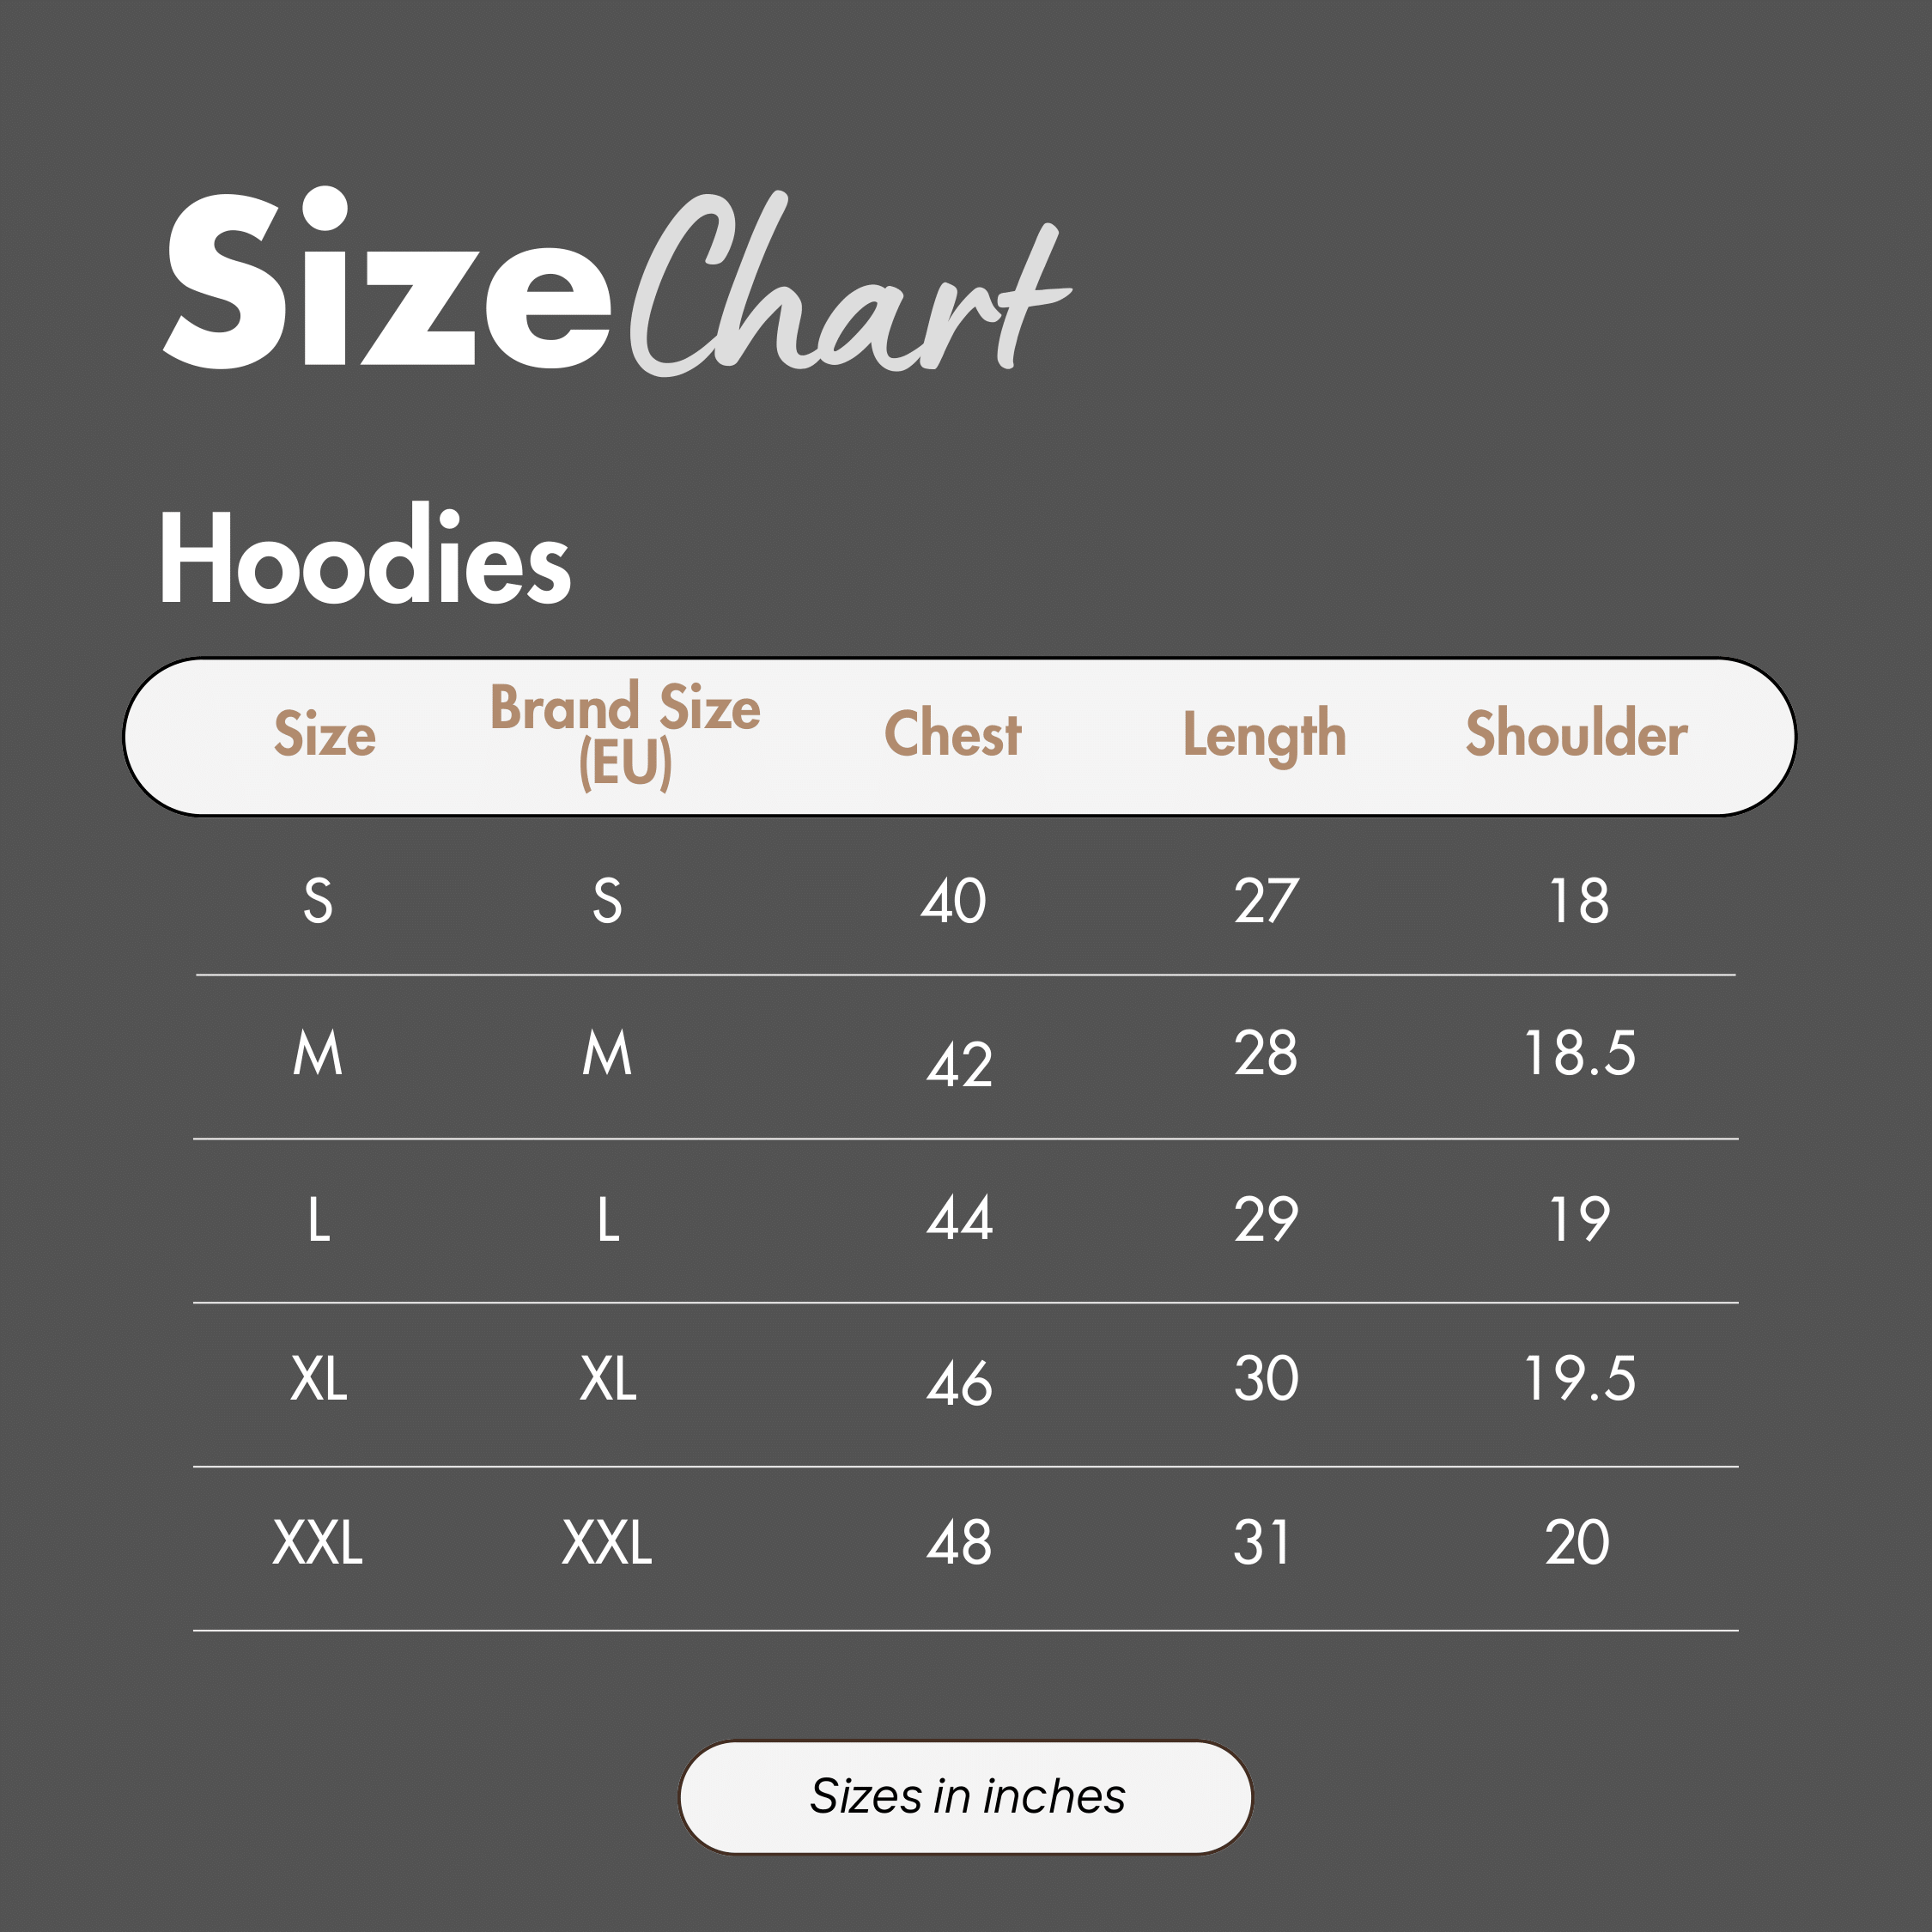 Size Chart
Hoodies
Size Brand Size (EU) Chest Length Shoulder
S S 40 27 18
M M 42 28 18.5
L L 44 29 19
XL XL 46 30 19.5
XXL XXL 48 31 20
Sizes in inches